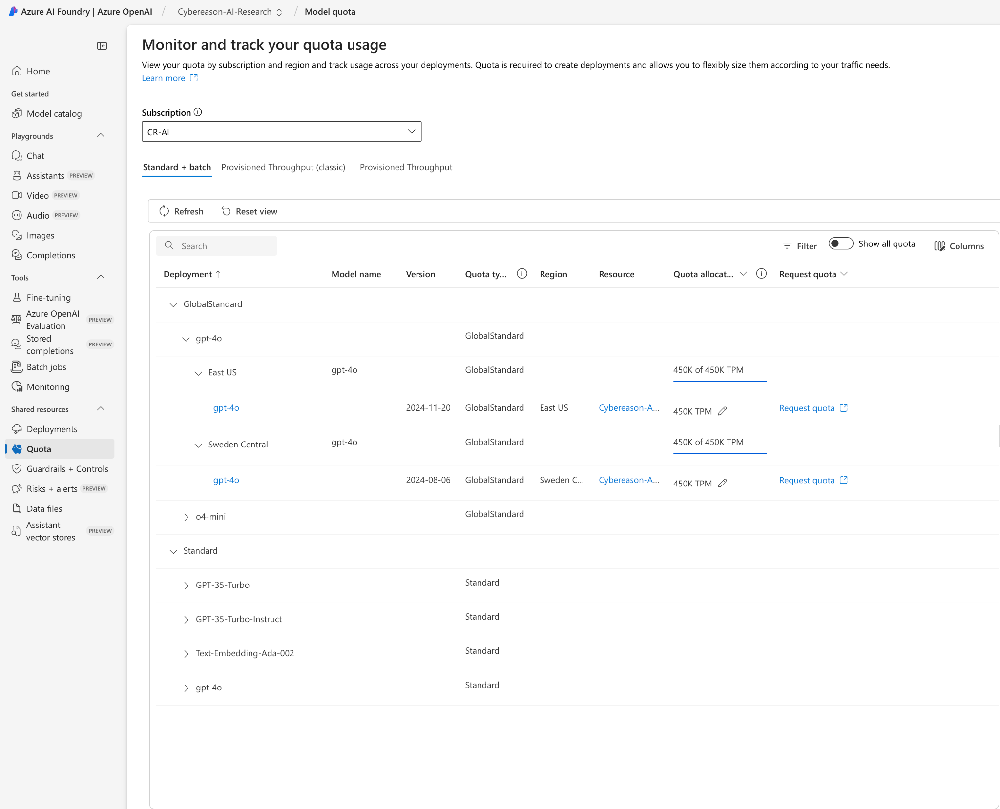 Azure AI Foundry | Azure OpenAI / Cybereason-AI-Research / Model quota
Home
Get started
Model catalog
Playgrounds
Chat
Assistants PREVIEW
Video PREVIEW
Audio PREVIEW
Images
Completions
Tools
Fine-tuning
Azure OpenAI
Evaluation PREVIEW
Stored
completions PREVIEW
Batch jobs
Monitoring
Shared resources
Deployments
Quota
Guardrails + Controls
Risks + alerts PREVIEW
Data files
Assistant
vector stores PREVIEW
Monitor and track your quota usage
View your quota by subscription and region and track usage across your deployments. Quota is required to create deployments and allows you to flexibly size them according to your traffic needs.
Learn more
Subscription
CR-AI
Standard + batch Provisioned Throughput (classic) Provisioned Throughput
Refresh Reset view
Search Filter Show all quota Columns
Deployment ↑ Model name Version Quota ty... Region Resource Quota allocat... Request quota
GlobalStandard
gpt-4o GlobalStandard
East US gpt-4o GlobalStandard 450K of 450K TPM
gpt-4o 2024-11-20 GlobalStandard East US Cybereason-A... 450K TPM Request quota
Sweden Central gpt-4o GlobalStandard 450K of 450K TPM
gpt-4o 2024-08-06 GlobalStandard Sweden C... Cybereason-A... 450K TPM Request quota
o4-mini GlobalStandard
Standard
GPT-35-Turbo Standard
GPT-35-Turbo-Instruct Standard
Text-Embedding-Ada-002 Standard
gpt-4o Standard